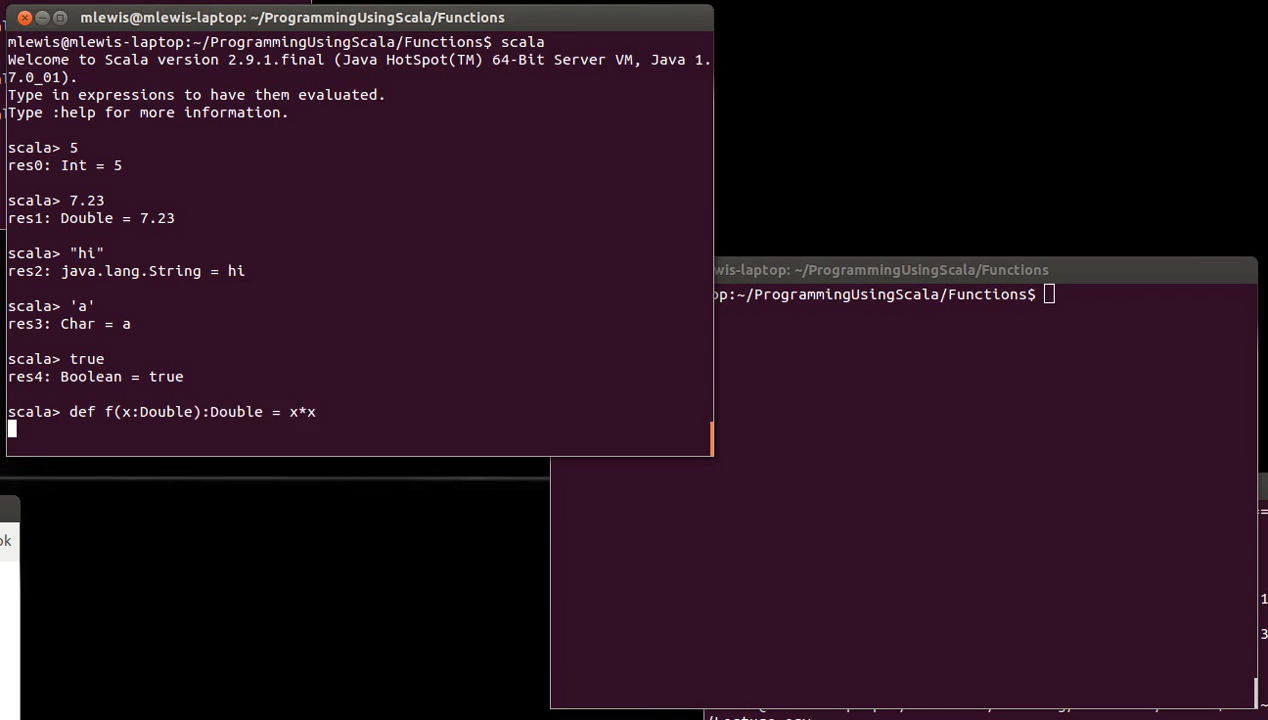 mlewis@mlewis-laptop: ~/ProgrammingUsingScala/Functions
mlewis@mlewis-laptop:~/ProgrammingUsingScala/Functions$ scala
Welcome to Scala version 2.9.1.final (Java HotSpot(TM) 64-Bit Server VM, Java 1.
7.0_01).
Type in expressions to have them evaluated.
Type :help for more information.
scala> 5
res0: Int = 5
scala> 7.23
res1: Double = 7.23
scala> "hi"
res2: java.lang.String = hi
scala> 'a'
res3: Char = a
scala> true
res4: Boolean = true
scala> def f(x:Double):Double = x*x
wis-laptop: ~/ProgrammingUsingScala/Functions
op:~/ProgrammingUsingScala/Functions$
ok
1
3